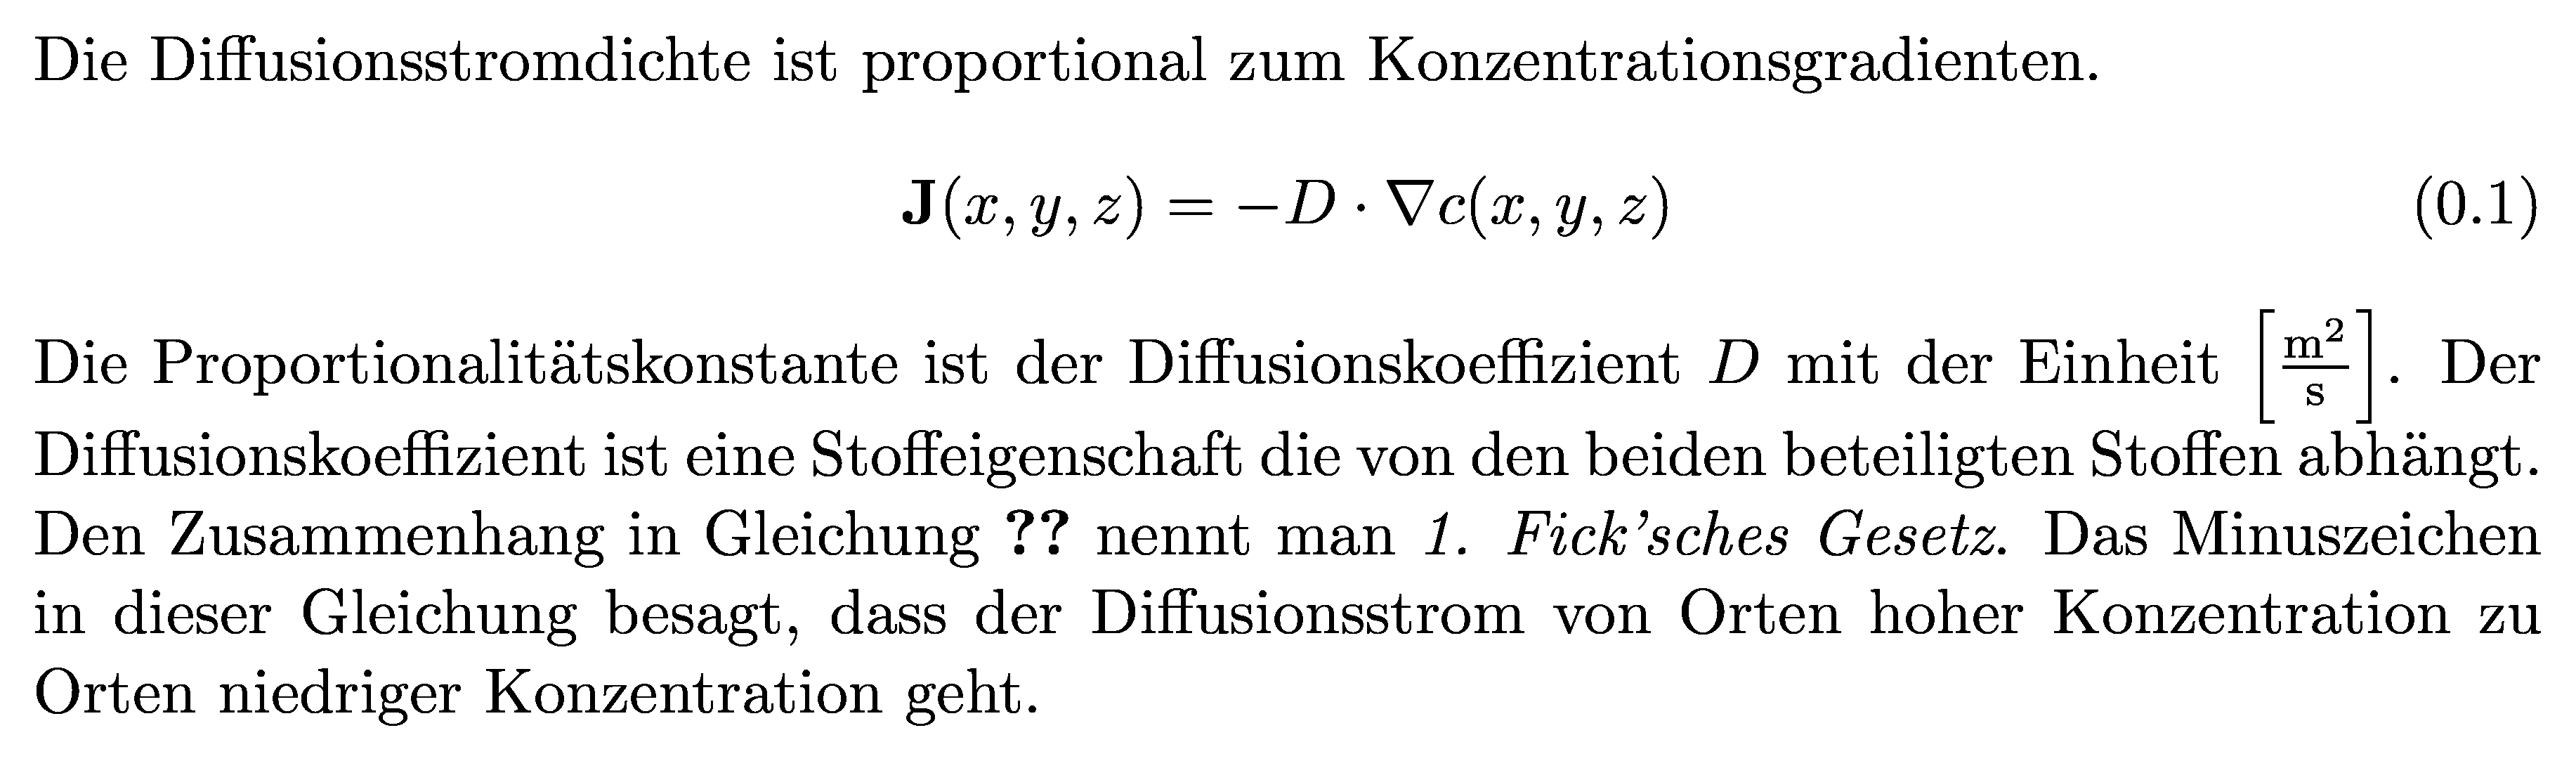 Die Diffusionsstromdichte ist proportional zum Konzentrationsgradienten.
J(x, y, z) = −D · ∇c(x, y, z) (0.1)
Die Proportionalitätskonstante ist der Diffusionskoeffizient D mit der Einheit [m²/s]. Der
Diffusionskoeffizient ist eine Stoffeigenschaft die von den beiden beteiligten Stoffen abhängt.
Den Zusammenhang in Gleichung ?? nennt man 1. Fick’sches Gesetz. Das Minuszeichen
in dieser Gleichung besagt, dass der Diffusionsstrom von Orten hoher Konzentration zu
Orten niedriger Konzentration geht.